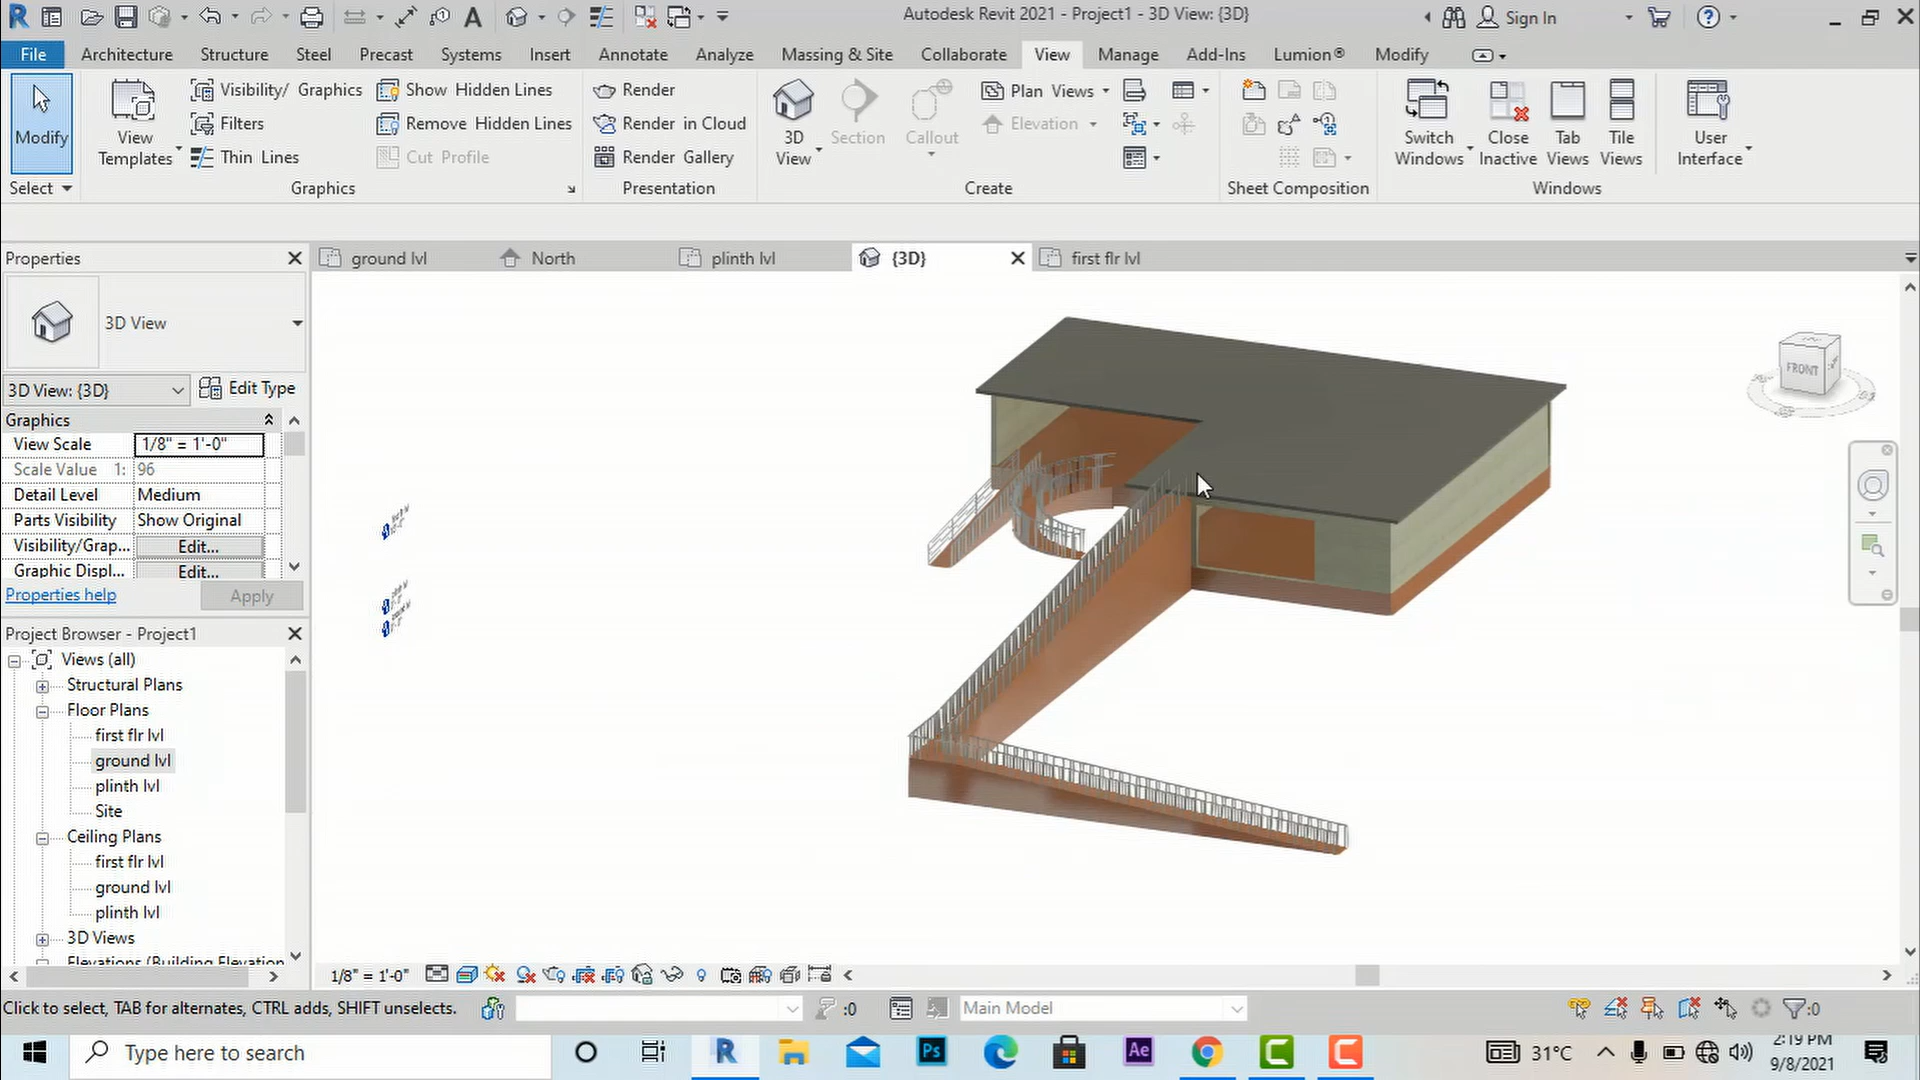 Autodesk Revit 2021 - Project1 - 3D View: {3D}
Sign In
File
Architecture
Structure
Steel
Precast
Systems
Insert
Annotate
Analyze
Massing & Site
Collaborate
View
Manage
Add-Ins
Lumion®
Modify
Modify
View Templates
Visibility/ Graphics
Filters
Thin Lines
Show Hidden Lines
Remove Hidden Lines
Cut Profile
Render
Render in Cloud
Render Gallery
3D View
Section
Callout
Plan Views
Elevation
Switch Windows
Close Inactive
Tab Views
Tile Views
User Interface
Select
Graphics
Presentation
Create
Sheet Composition
Windows
Properties
ground lvl
North
plinth lvl
{3D}
first flr lvl
3D View
3D View: {3D}
Edit Type
Graphics
View Scale
1/8" = 1'-0"
Scale Value 1:
96
Detail Level
Medium
Parts Visibility
Show Original
Visibility/Grap...
Edit...
Graphic Displ...
Edit...
Properties help
Apply
FRONT
Project Browser - Project1
Views (all)
Structural Plans
Floor Plans
first flr lvl
ground lvl
plinth lvl
Site
Ceiling Plans
first flr lvl
ground lvl
plinth lvl
3D Views
Elevations (Building Elevation
1/8" = 1'-0"
Click to select, TAB for alternates, CTRL adds, SHIFT unselects.
:0
Main Model
:0
Type here to search
Ps
Ae
31°C
2:19 PM
9/8/2021